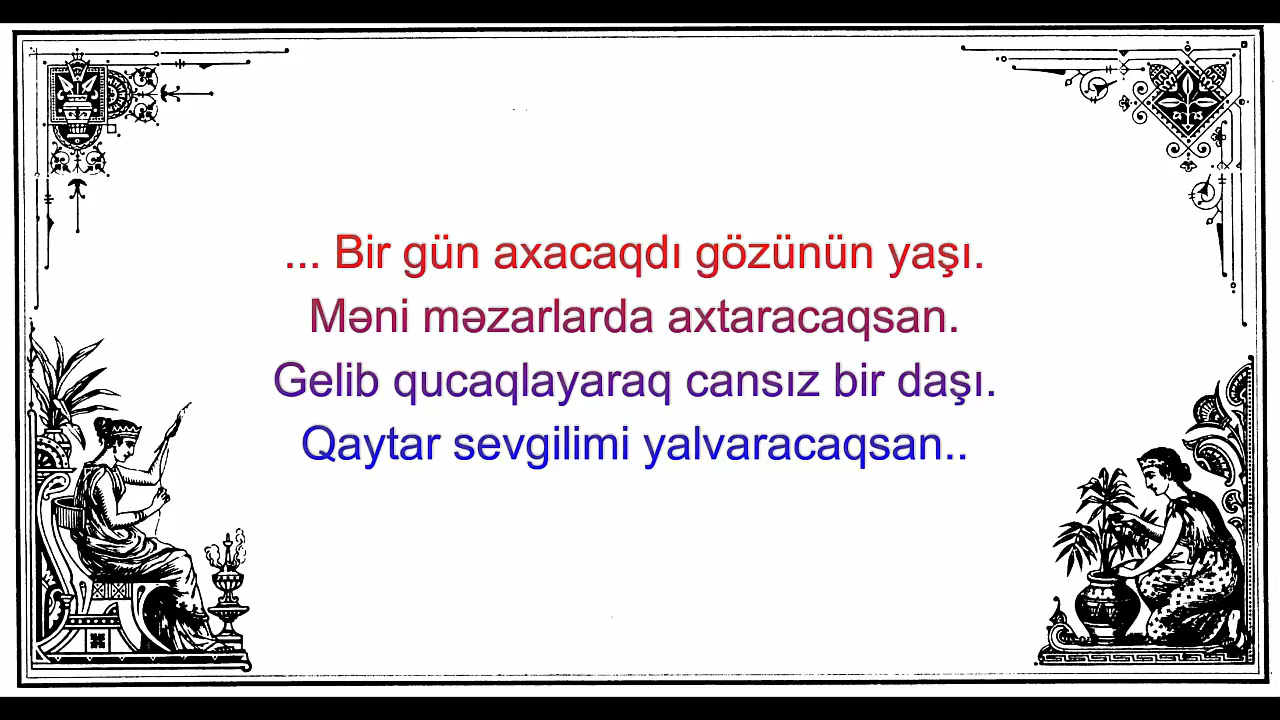 ... Bir gün axacaqdı gözünün yaşı.
Məni məzarlarda axtaracaqsan.
Gelib qucaqlayaraq cansız bir daşı.
Qaytar sevgilimi yalvaracaqsan..